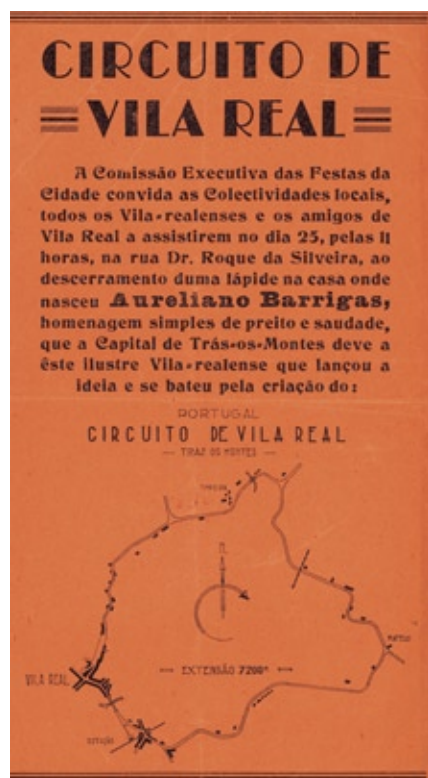 CIRCUITO DE
VILA REAL
A Comissão Executiva das Festas da
Cidade convida as Colectividades locais,
todos os Vila-realenses e os amigos de
Vila Real a assistirem no dia 25, pelas 11
horas, na rua Dr. Roque da Silveira, ao
descerramento duma lápide na casa onde
nasceu Aureliano Barrigas,
homenagem simples de preito e saudade,
que a Capital de Trás-os-Montes deve a
êste ilustre Vila-realense que lançou a
ideia e se bateu pela criação do:
PORTUGAL
CIRCUITO DE VILA REAL
— TRAZ OS MONTES —
N.
MATEUS
EXTENSÃO 7200ᵐ
VILA REAL
ESTAÇÃO